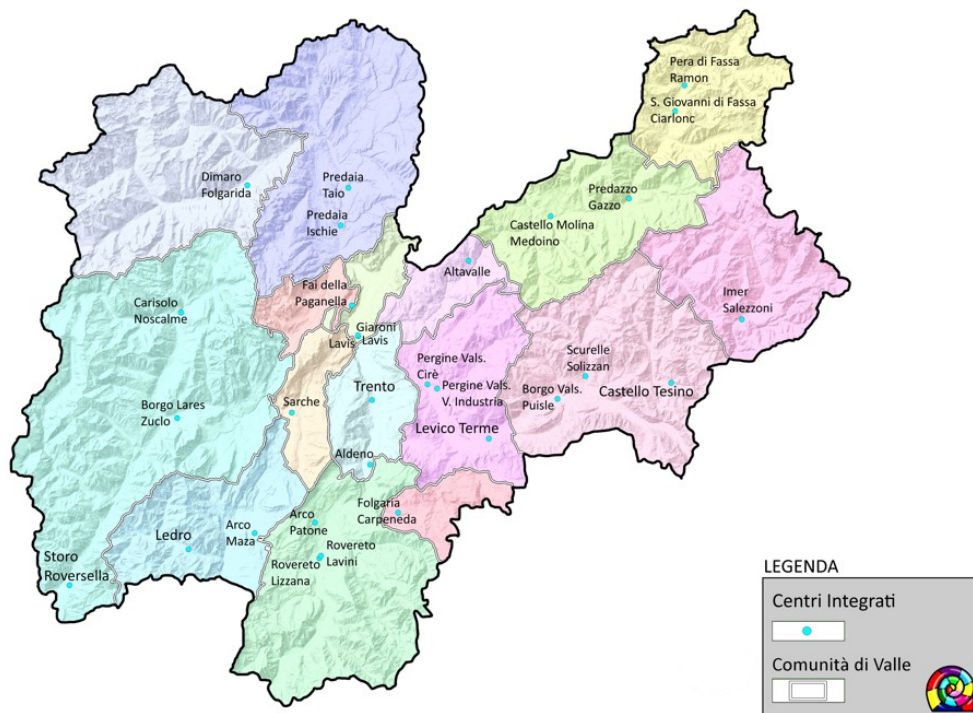 Pera di Fassa
Ramon
S. Giovanni di Fassa
Ciarlonc
Dimaro
Folgarida
Predaia
Taio
Predaia
Ischie
Predazzo
Gazzo
Castello Molina
Medoino
Altavalle
Fai della
Paganella
Carisolo
Noscalme
Imer
Salezzoni
Giaroni
Lavis
Lavis
Pergine Vals.
Cirè
Pergine Vals.
V. Industria
Scurelle
Solizzan
Borgo Vals.
Puisle
Castello Tesino
Trento
Sarche
Borgo Lares
Zuclo
Levico Terme
Aldeno
Folgaria
Carpeneda
Arco
Patone
Arco
Maza
Ledro
Rovereto
Lavini
Rovereto
Lizzana
Storo
Roversella
LEGENDA
Centri Integrati
Comunità di Valle